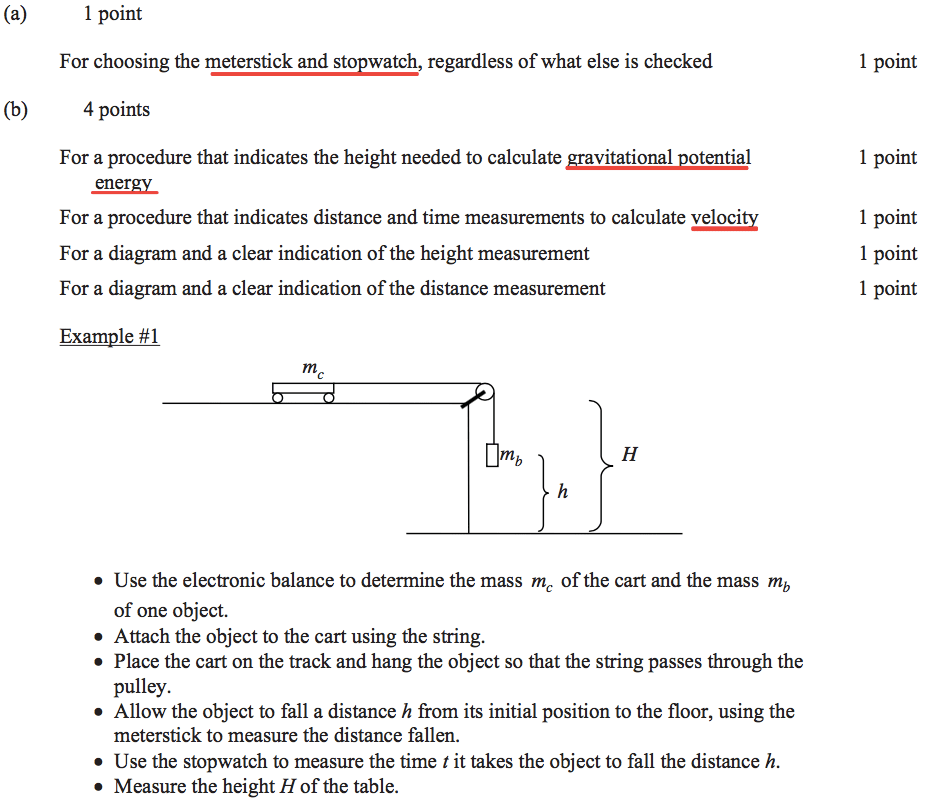 (a) 1 point
For choosing the meterstick and stopwatch, regardless of what else is checked 1 point
(b) 4 points
For a procedure that indicates the height needed to calculate gravitational potential 1 point
energy
For a procedure that indicates distance and time measurements to calculate velocity 1 point
For a diagram and a clear indication of the height measurement 1 point
For a diagram and a clear indication of the distance measurement 1 point
Example #1
m_c
m_b
h
H
• Use the electronic balance to determine the mass m_c of the cart and the mass m_b
of one object.
• Attach the object to the cart using the string.
• Place the cart on the track and hang the object so that the string passes through the
pulley.
• Allow the object to fall a distance h from its initial position to the floor, using the
meterstick to measure the distance fallen.
• Use the stopwatch to measure the time t it takes the object to fall the distance h.
• Measure the height H of the table.